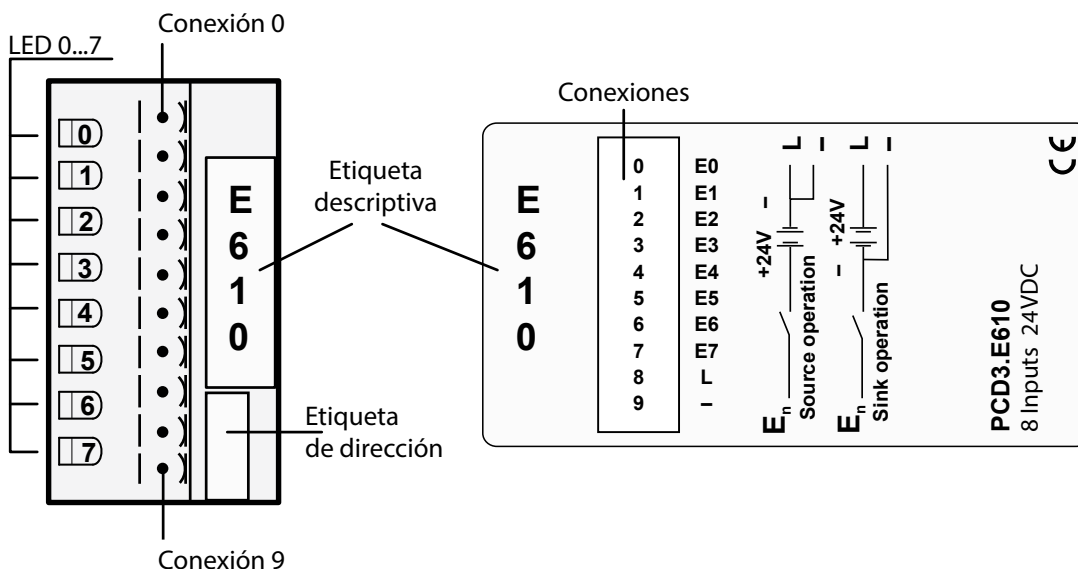 Conexión 0
LED 0...7
0
1
2
3
4
5
6
7
E
6
1
0
Etiqueta
descriptiva
Etiqueta
de dirección
Conexión 9
Conexiones
E
6
1
0
0 E0
1 E1
2 E2
3 E3
4 E4
5 E5
6 E6
7 E7
8 L
9 –
L
–
+24V –
En
Source operation
L
–
– +24V
En
Sink operation
PCD3.E610
8 Inputs 24VDC
CE